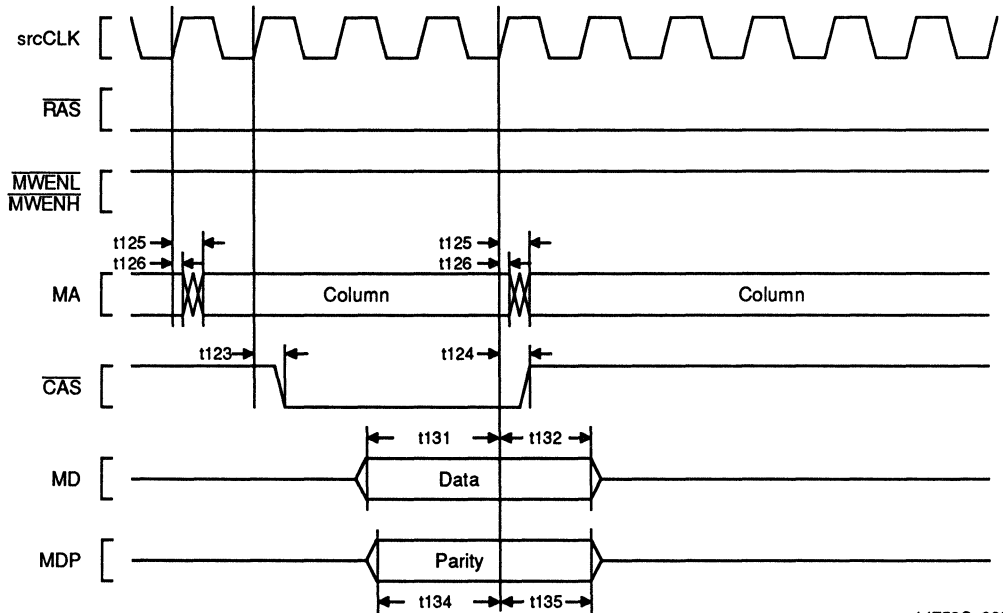 srcCLK
RAS
MWENL
MWENH
t125
t125
t126
t126
MA
Column
Column
t123
t124
CAS
t131
t132
MD
Data
MDP
Parity
t134
t135